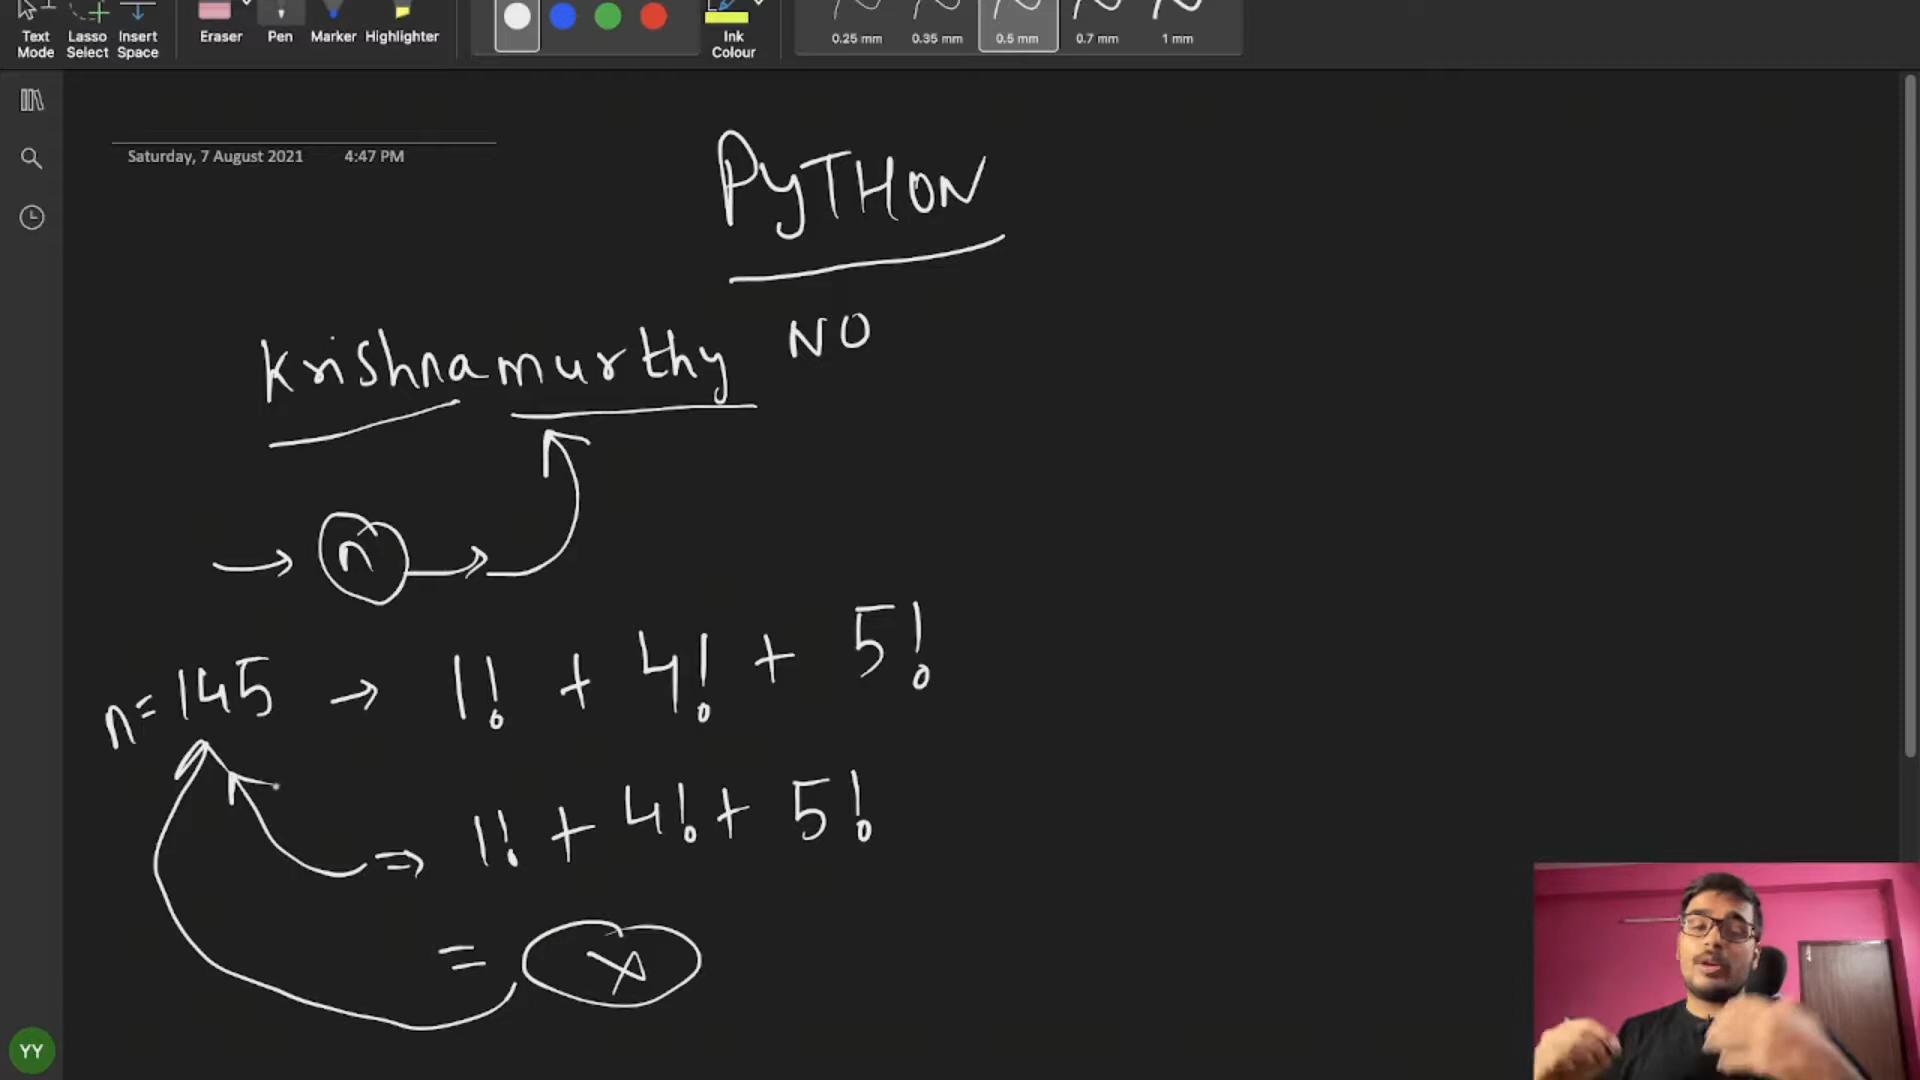 Text Mode
Lasso Select
Insert Space
Eraser
Pen
Marker
Highlighter
Ink Colour
0.25 mm
0.35 mm
0.5 mm
0.7 mm
1 mm
Saturday, 7 August 2021 4:47 PM
PyTHON
Krishnamurthy NO
n
n=145 → 1! + 4! + 5!
⇒ 1! + 4! + 5!
= x
YY